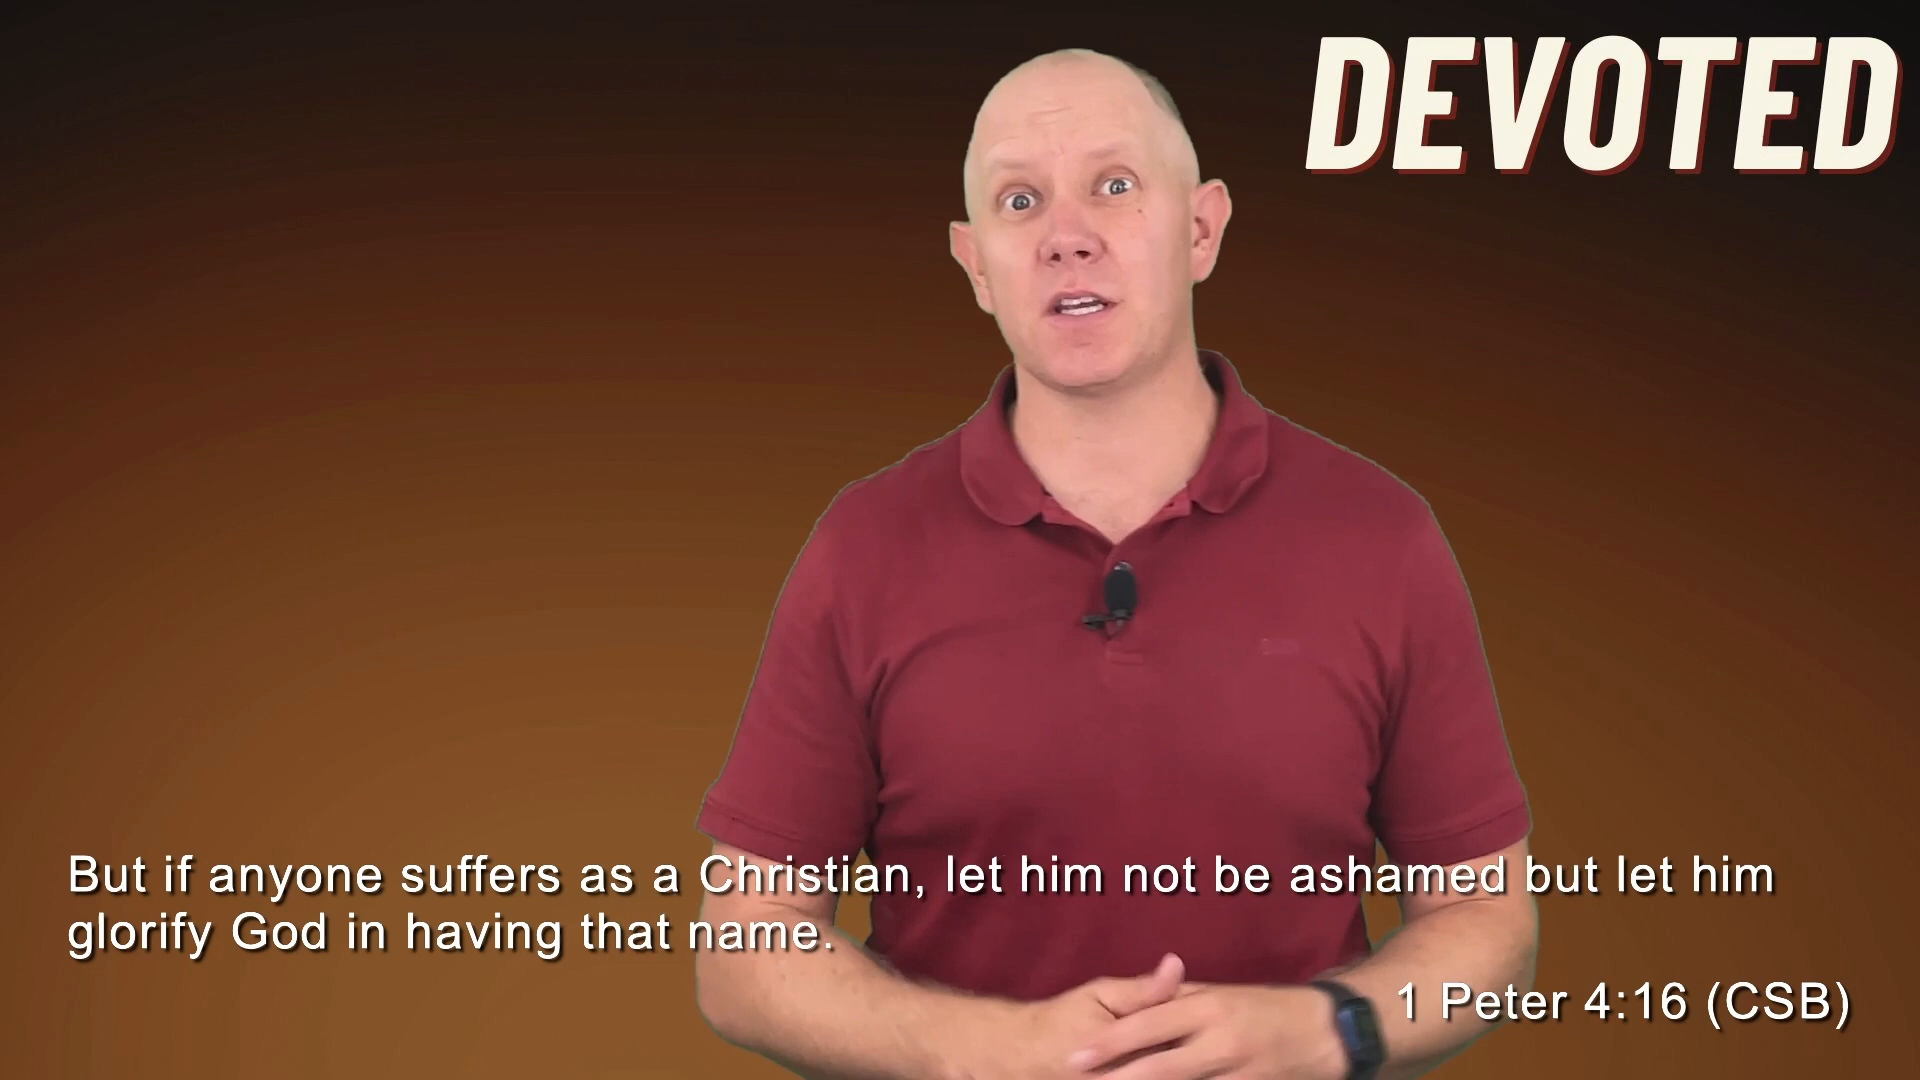 DEVOTED
But if anyone suffers as a Christian, let him not be ashamed but let him
glorify God in having that name.
1 Peter 4:16 (CSB)